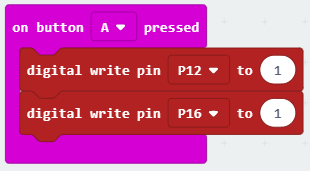 on button A pressed
digital write pin P12 to 1
digital write pin P16 to 1